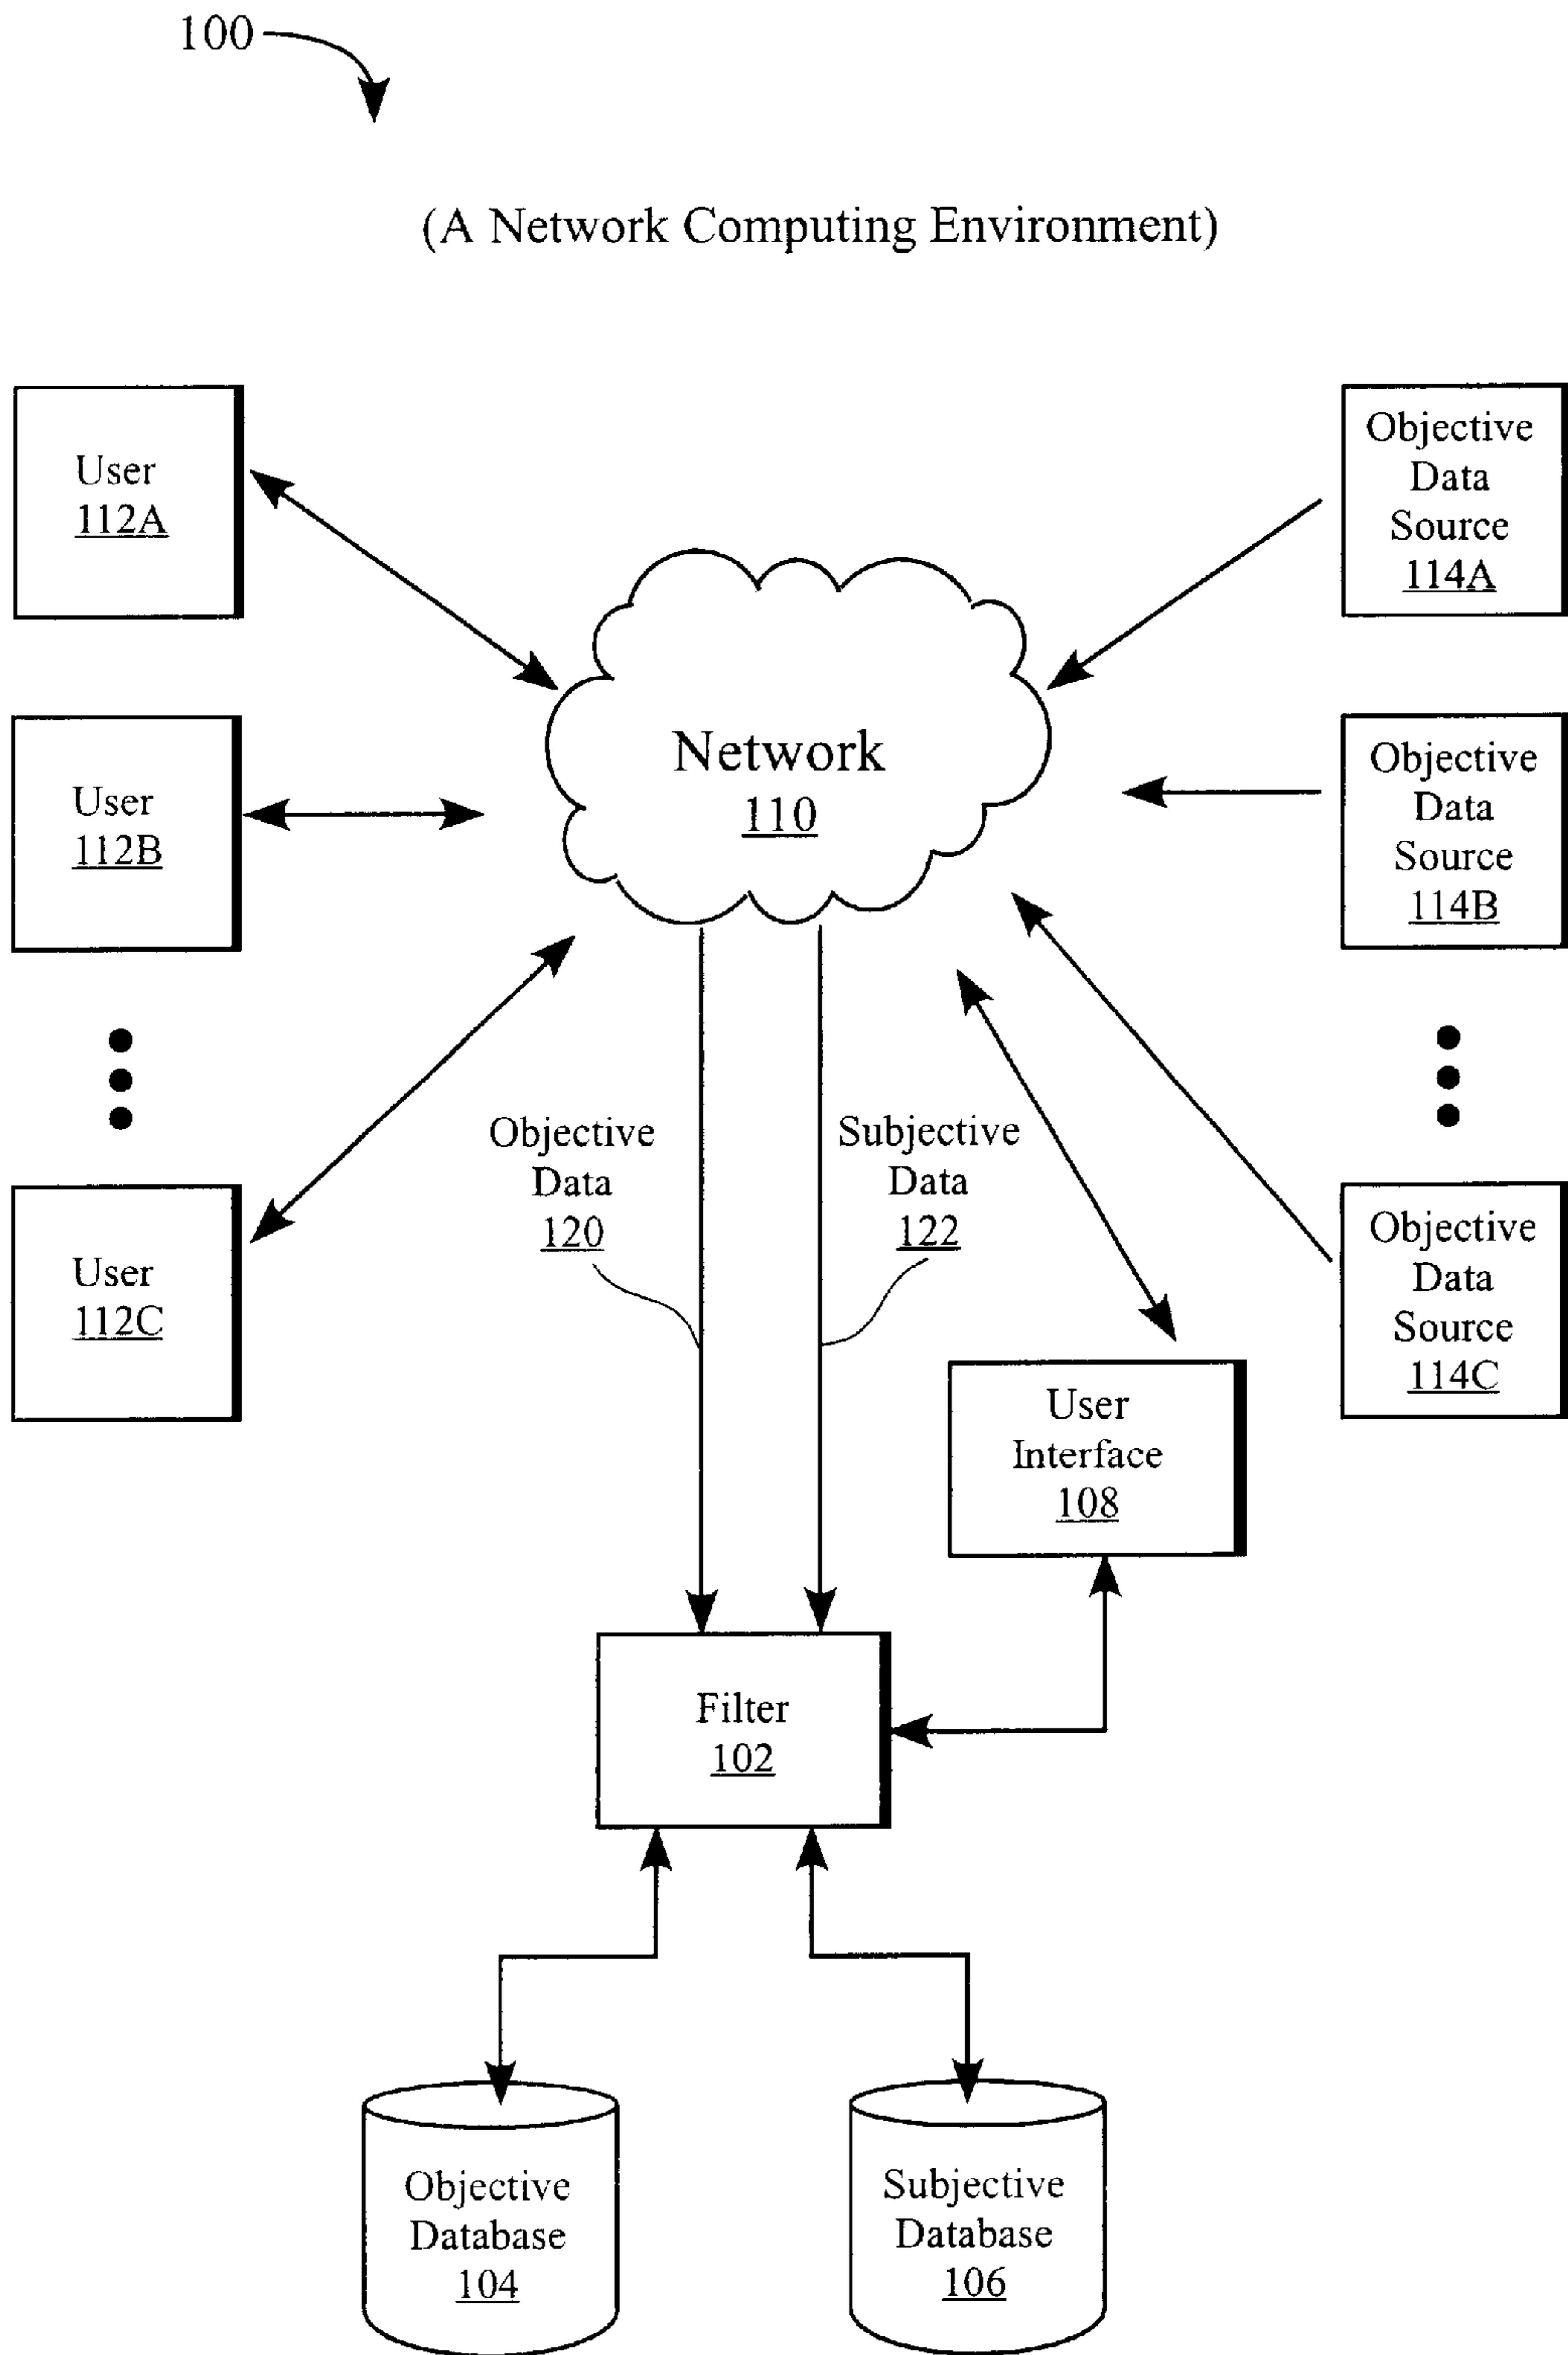 100
(A Network Computing Environment)
User
112A
Objective
Data
Source
114A
Network
110
User
112B
Objective
Data
Source
114B
Objective
Data
120
Subjective
Data
122
User
112C
Objective
Data
Source
114C
User
Interface
108
Filter
102
Objective
Database
104
Subjective
Database
106